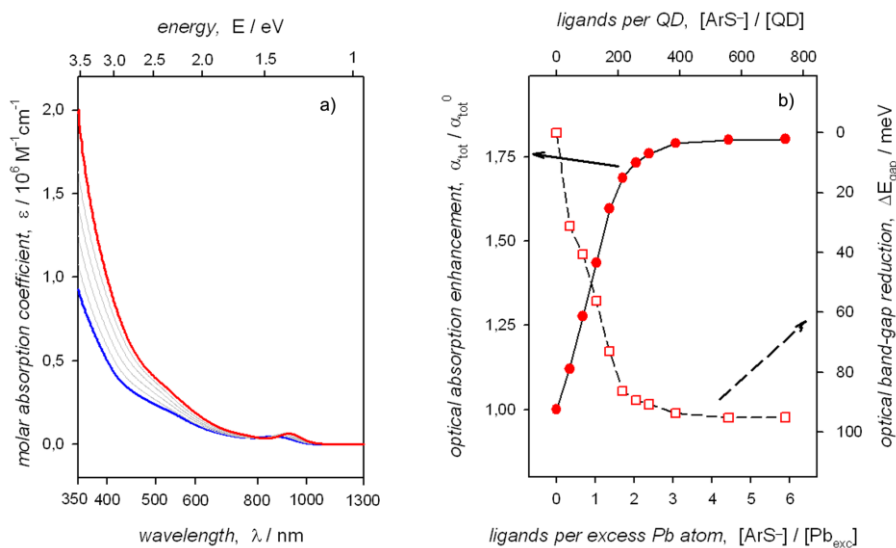 energy, E / eV
3.5 3.0 2.5 2.0 1.5 1
a)
2,0
1,5
1,0
0,5
0,0
molar absorption coefficient, ε / 10⁶ M⁻¹cm⁻¹
350 400 500 600 800 1000 1300
wavelength, λ / nm
ligands per QD, [ArS⁻] / [QD]
0 200 400 600 800
b)
1,75
1,50
1,25
1,00
optical absorption enhancement, α_tot / α_tot⁰
0
20
40
60
80
100
optical band-gap reduction, ΔE_gap / meV
0 1 2 3 4 5 6
ligands per excess Pb atom, [ArS⁻] / [Pb_exc]